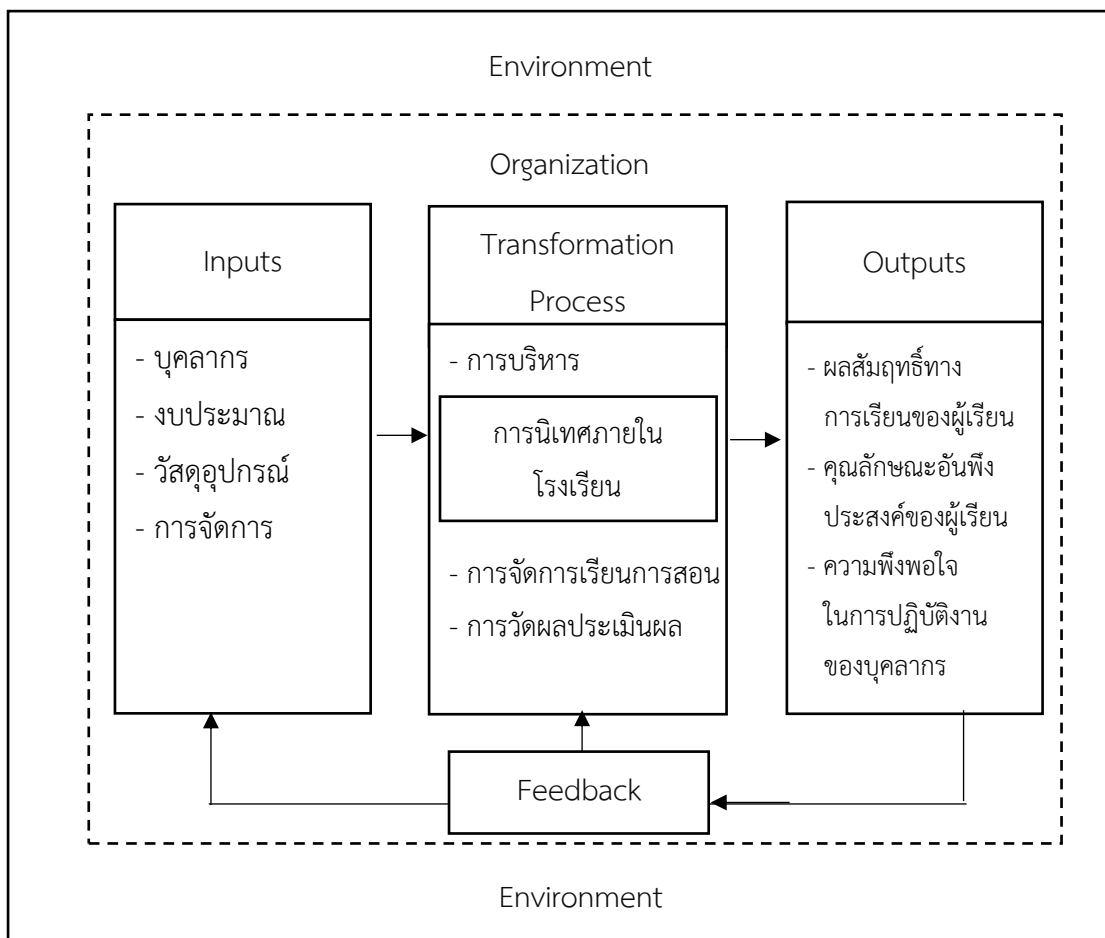 Environment
Organization
Inputs
- บุคลากร
- งบประมาณ
- วัสดุอุปกรณ์
- การจัดการ
Transformation
Process
- การบริหาร
การนิเทศภายใน
โรงเรียน
- การจัดการเรียนการสอน
- การวัดผลประเมินผล
Outputs
- ผลสัมฤทธิ์ทาง
การเรียนของผู้เรียน
- คุณลักษณะอันพึง
ประสงค์ของผู้เรียน
- ความพึงพอใจ
ในการปฏิบัติงาน
ของบุคลากร
Feedback
Environment